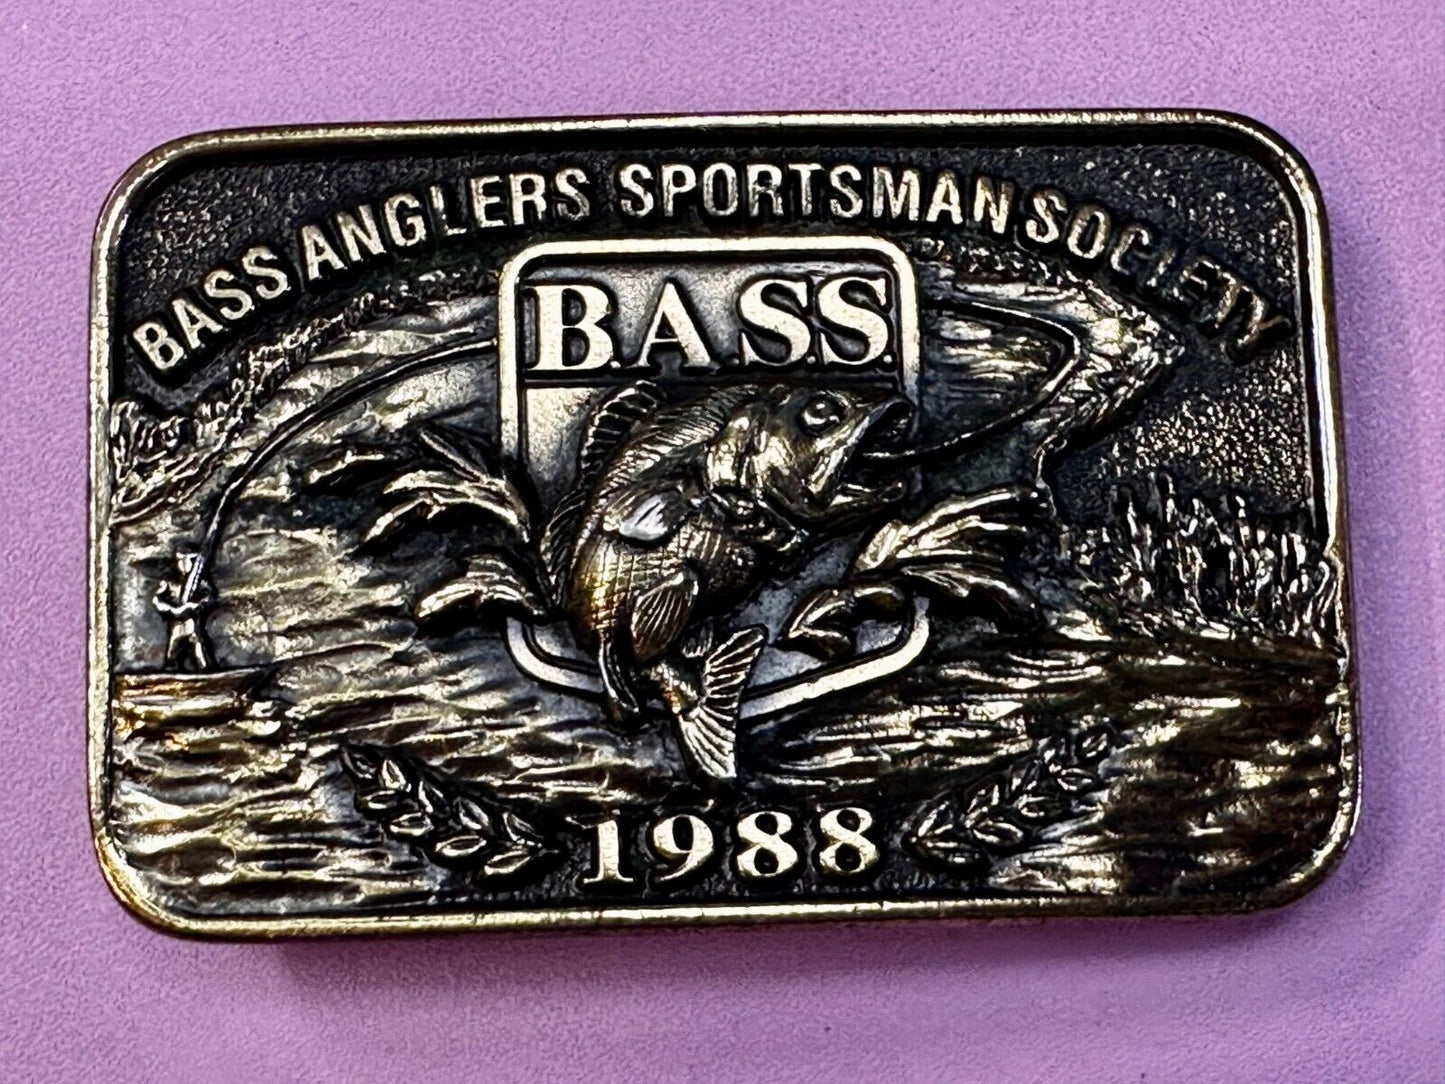 BASS ANGLERS SPORTSMAN SOCIETY
B.A.S.S.
1988